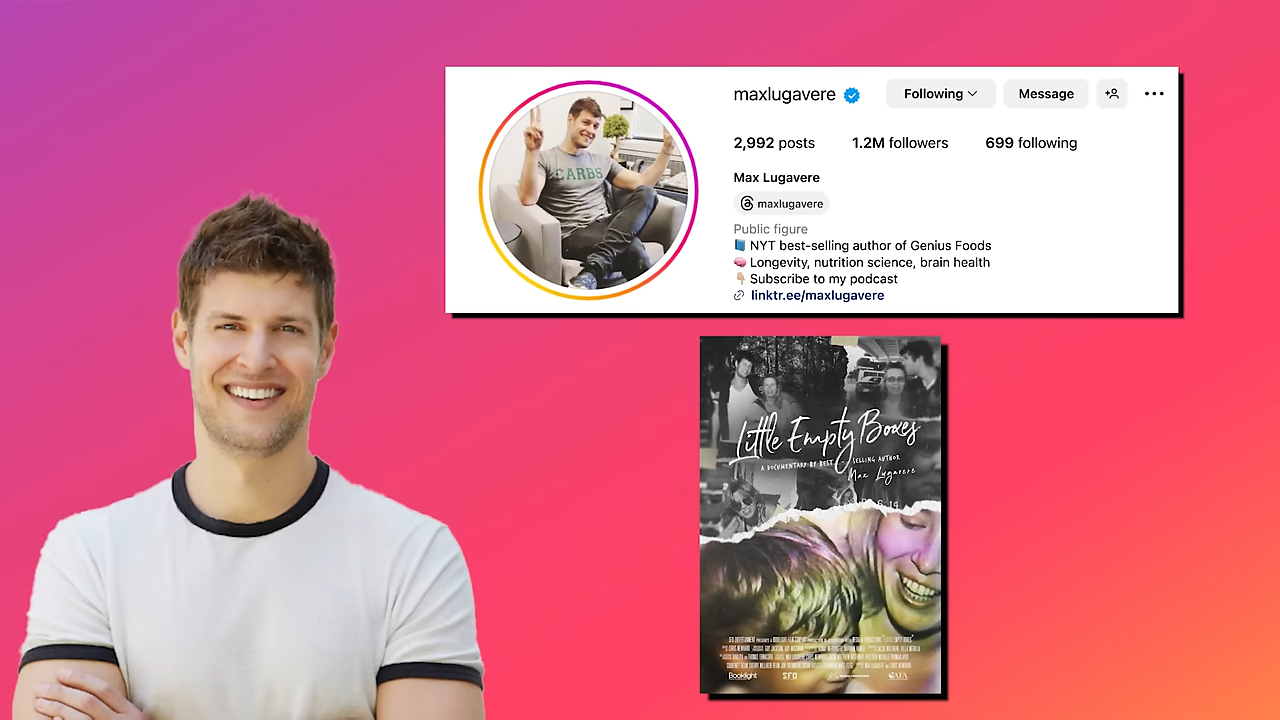 maxlugavere
Following
Message
2,992 posts
1.2M followers
699 following
Max Lugavere
maxlugavere
Public figure
📘 NYT best-selling author of Genius Foods
🧠 Longevity, nutrition science, brain health
👇🏼 Subscribe to my podcast
linktr.ee/maxlugavere
CARBS
Little Empty Boxes
A DOCUMENTARY BY BEST SELLING AUTHOR
Max Lugavere
Booklight